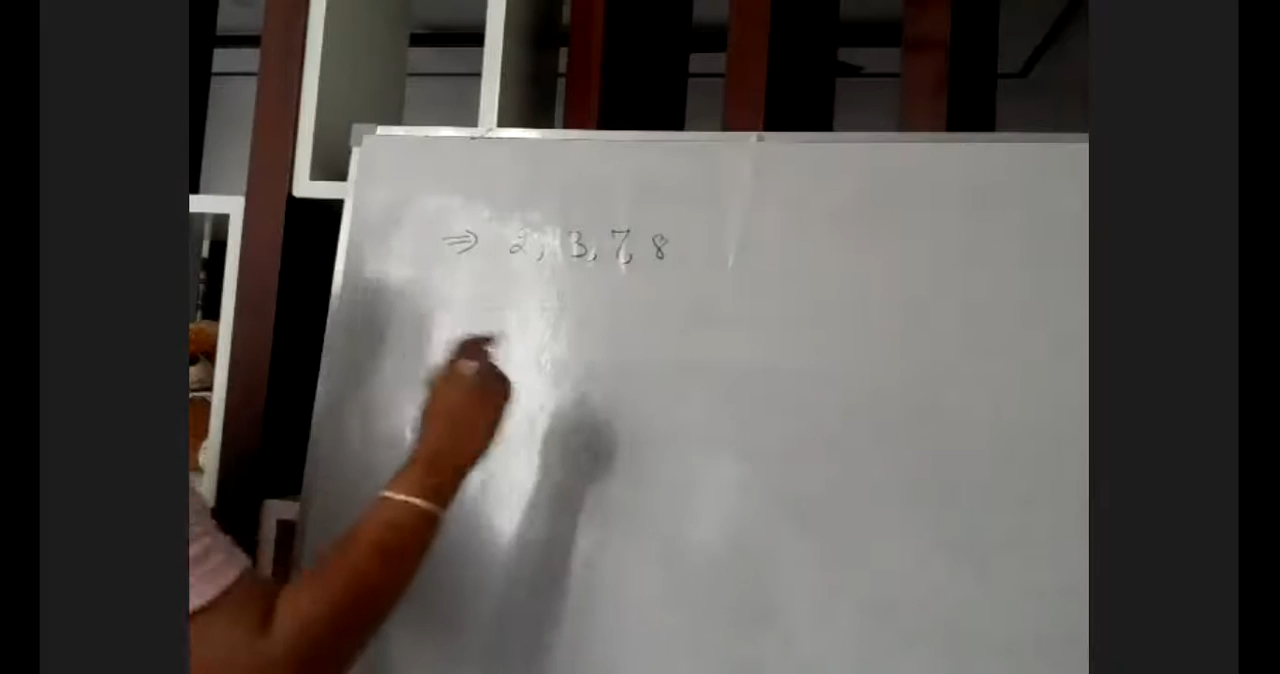 ⇒ 2, 3, 7, 8